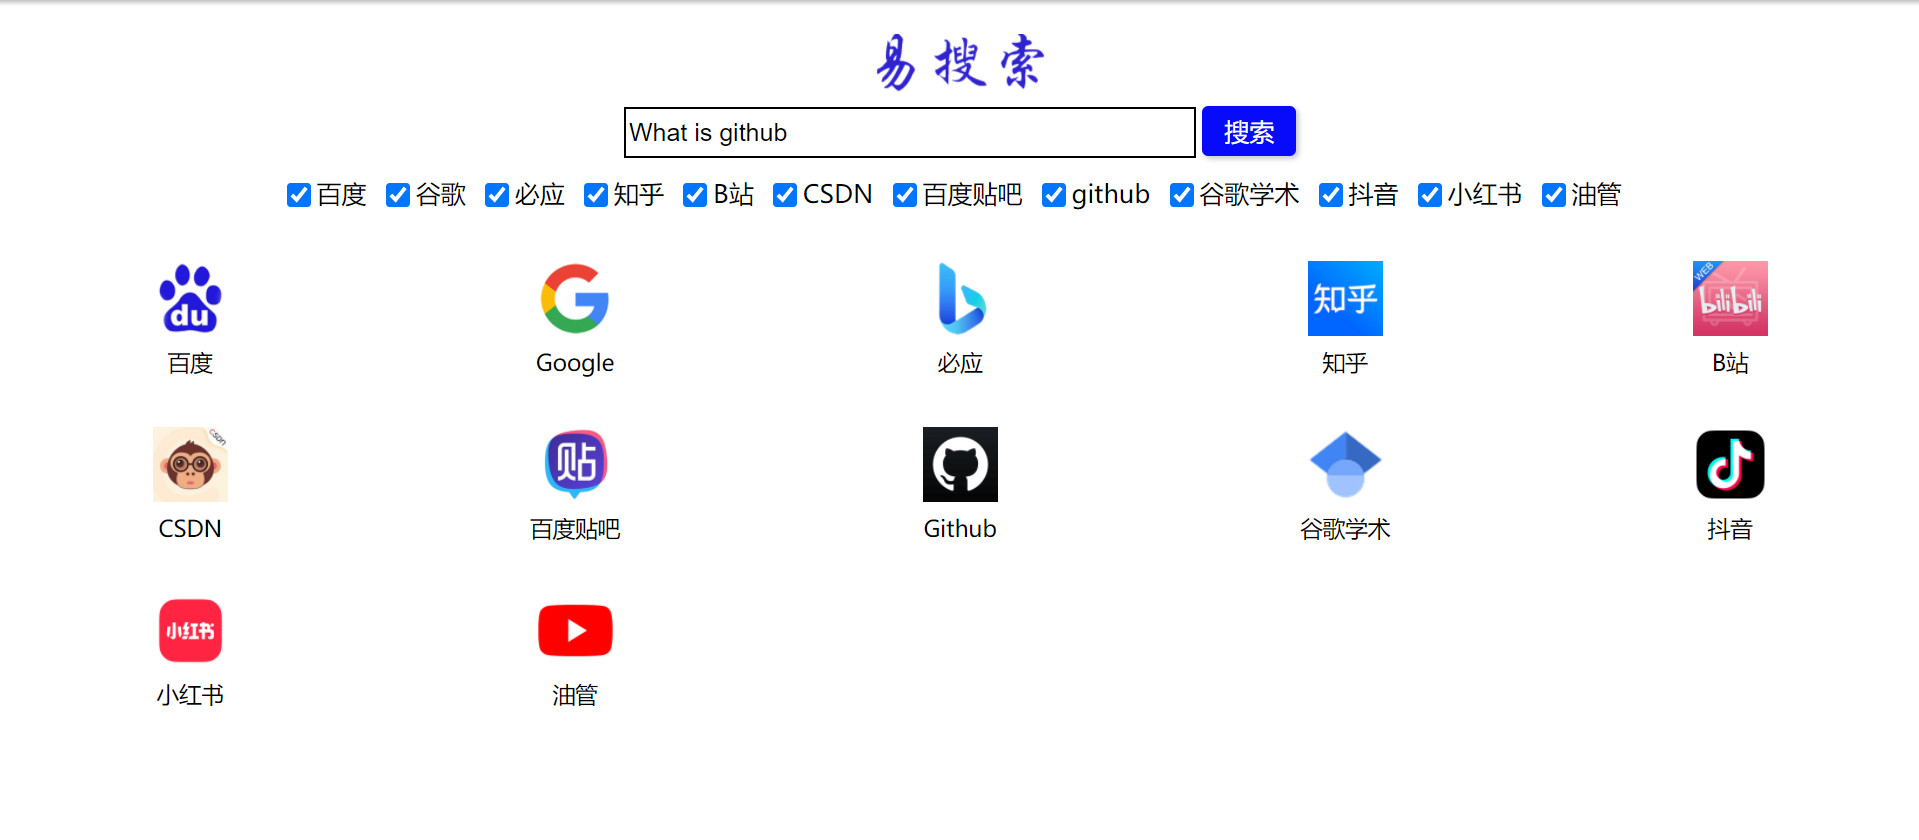 易搜索
What is github 搜索
百度 谷歌 必应 知乎 B站 CSDN 百度贴吧 github 谷歌学术 抖音 小红书 油管
du 知乎 WEB bilibili
百度 Google 必应 知乎 B站
CSDN 贴
CSDN 百度贴吧 Github 谷歌学术 抖音
小红书
小红书 油管